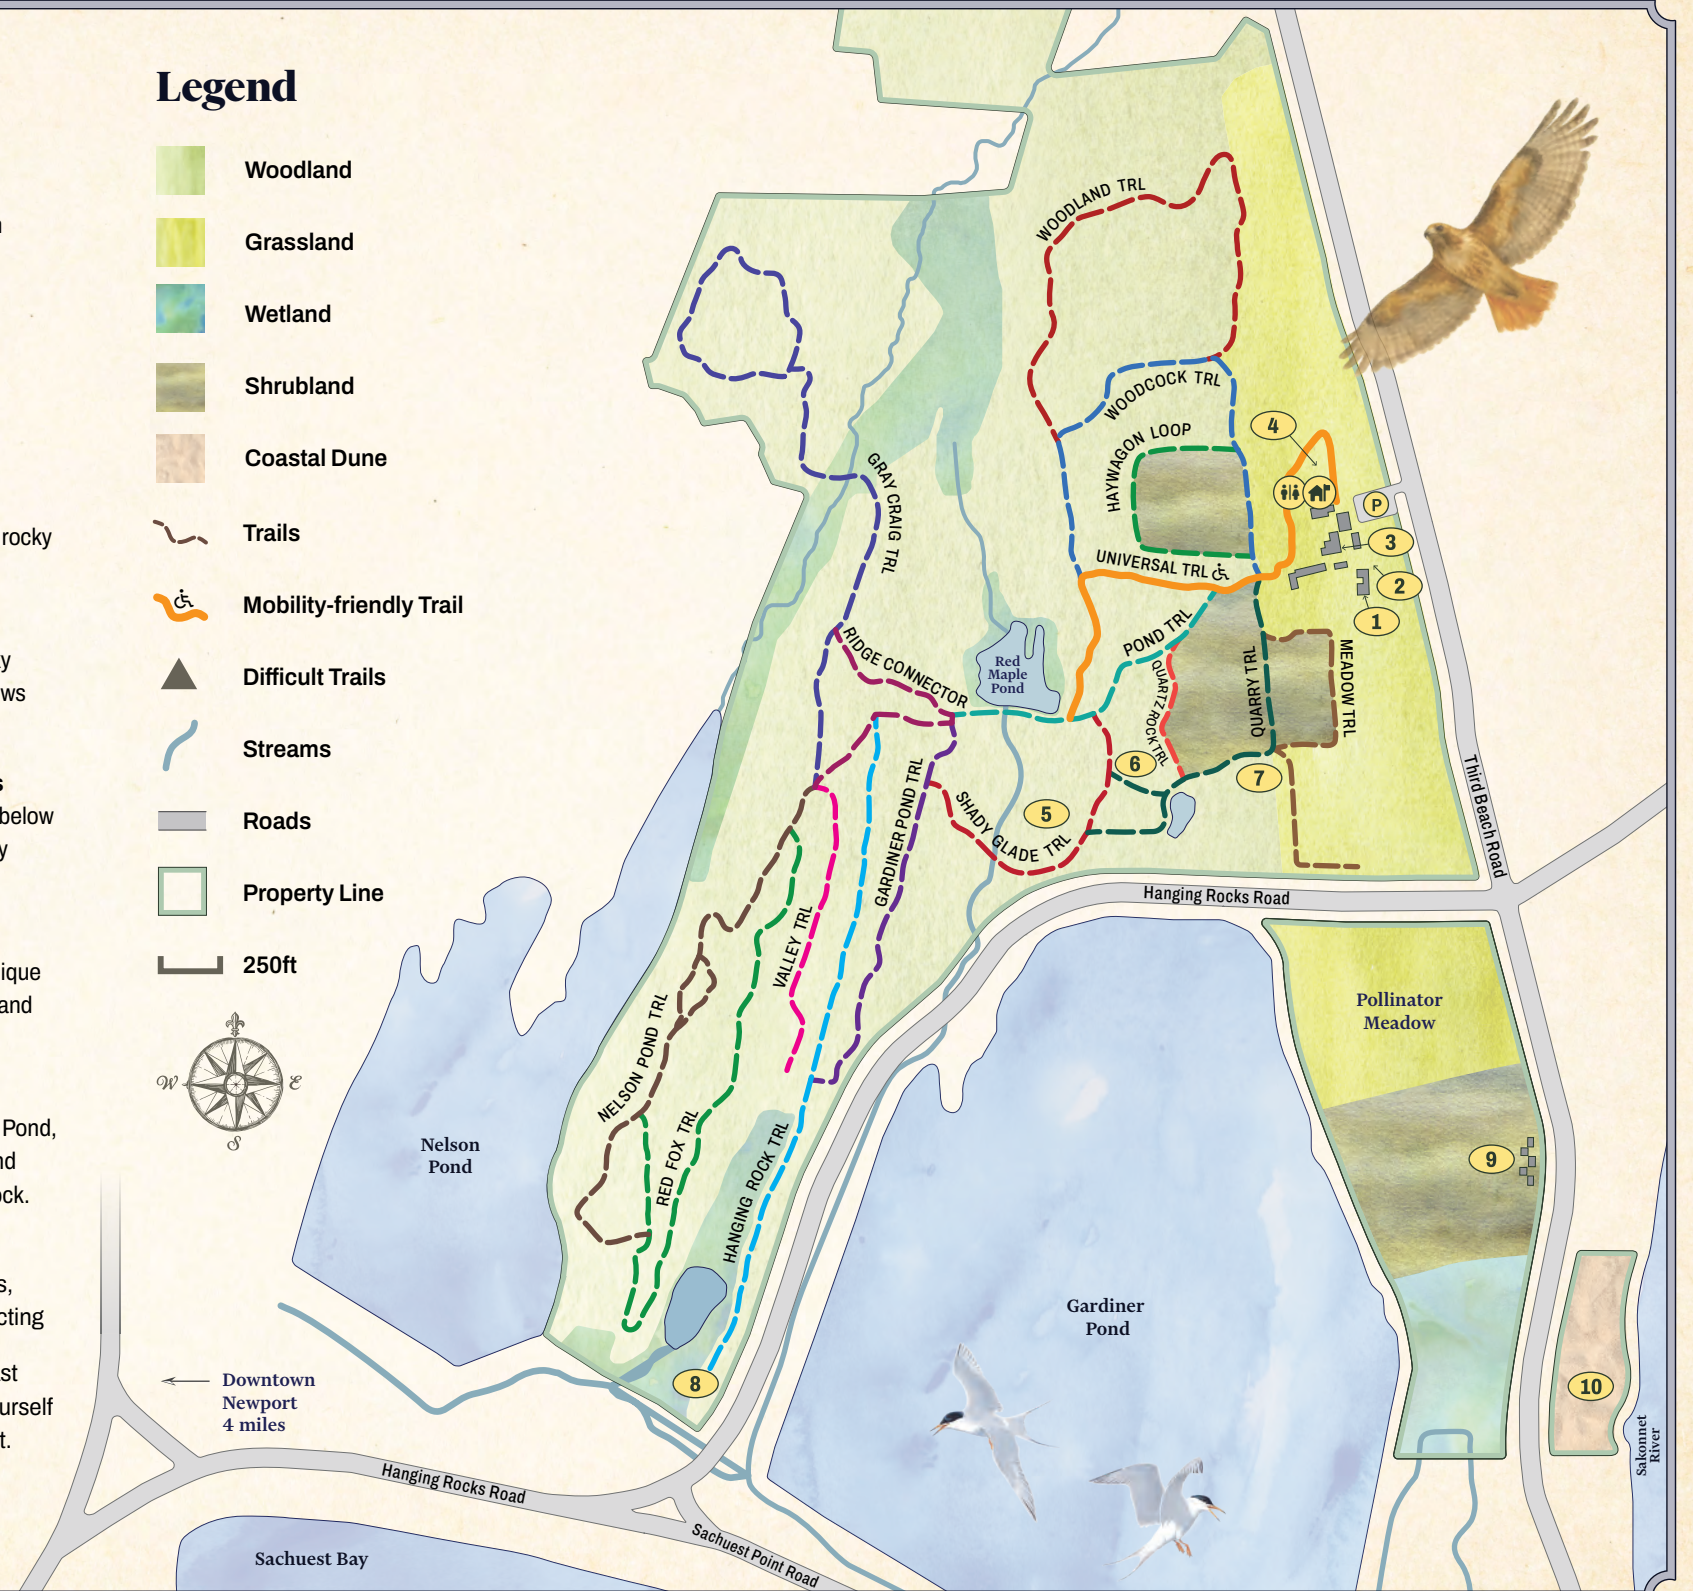 rocky
y
ws
s
below
y
ique
and
Pond,
nd
ock.
s,
cting
st
urself
t.
Legend
Woodland
Grassland
Wetland
Shrubland
Coastal Dune
Trails
Mobility-friendly Trail
Difficult Trails
Streams
Roads
Property Line
250ft
W
E
S
WOODLAND TRL
WOODCOCK TRL
HAYWAGON LOOP
UNIVERSAL TRL
GRAY CRAIG TRL
RIDGE CONNECTOR
Red
Maple
Pond
POND TRL
QUARTZ ROCK TRL
QUARRY TRL
MEADOW TRL
4
P
3
2
1
6
7
5
SHADY GLADE TRL
GARDINER POND TRL
VALLEY TRL
NELSON POND TRL
RED FOX TRL
HANGING ROCK TRL
Third Beach Road
Hanging Rocks Road
Pollinator
Meadow
9
Nelson
Pond
Gardiner
Pond
8
10
Downtown
Newport
4 miles
Hanging Rocks Road
Sachuest Point Road
Sachuest Bay
Sakonnet
River